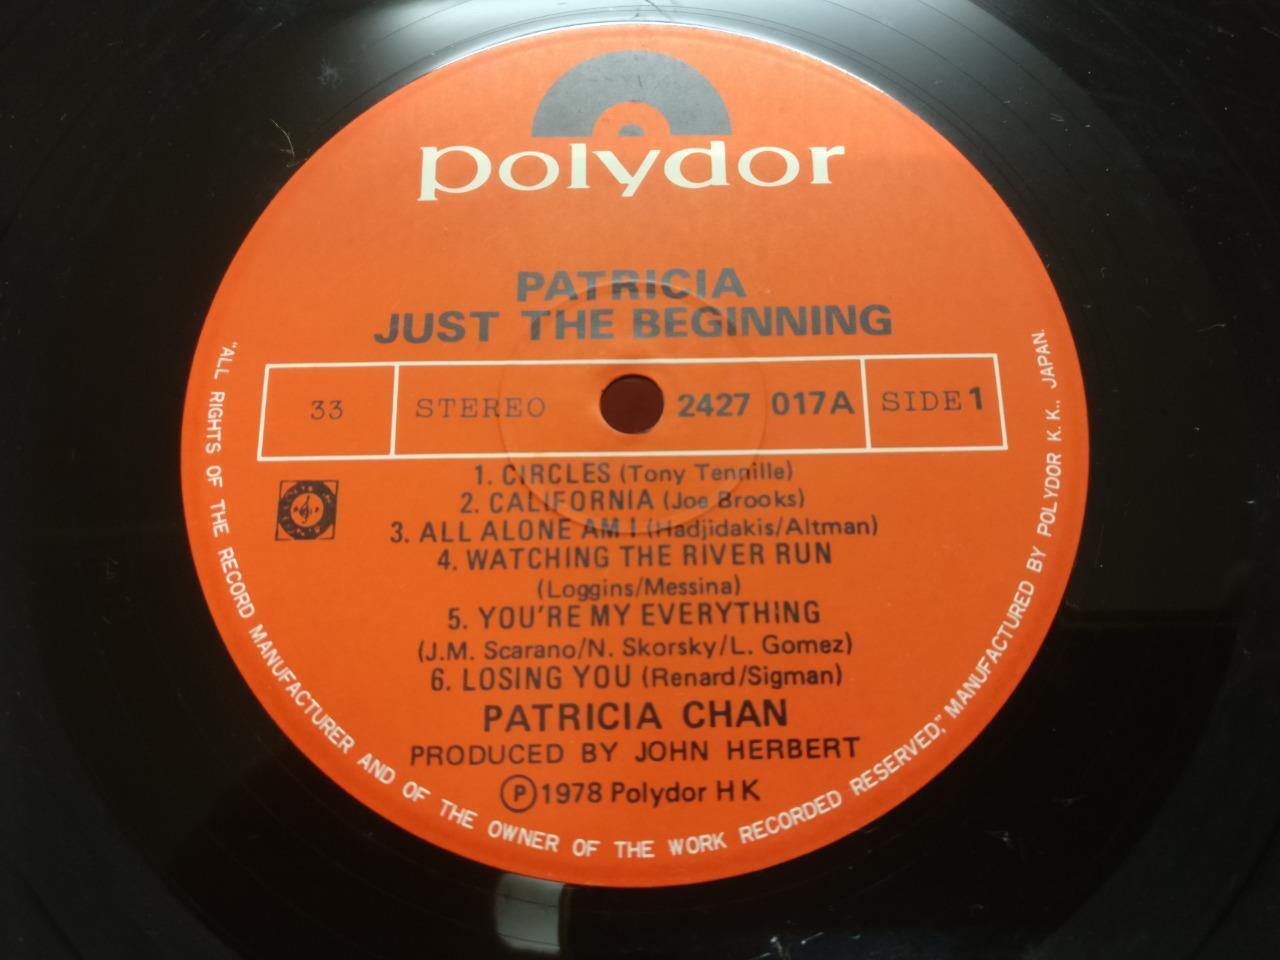 polydor
PATRICIA
JUST THE BEGINNING
33 STEREO 2427 017A SIDE 1
1. CIRCLES (Tony Tennille)
2. CALIFORNIA (Joe Brooks)
3. ALL ALONE AM I (Hadjidakis/Altman)
4. WATCHING THE RIVER RUN
(Loggins/Messina)
5. YOU'RE MY EVERYTHING
(J.M. Scarano/N. Skorsky/L. Gomez)
6. LOSING YOU (Renard/Sigman)
PATRICIA CHAN
PRODUCED BY JOHN HERBERT
Ⓟ1978 Polydor H K
"ALL RIGHTS OF THE RECORD MANUFACTURER AND OF THE OWNER OF THE WORK RECORDED RESERVED," MANUFACTURED BY POLYDOR K. K., JAPAN.